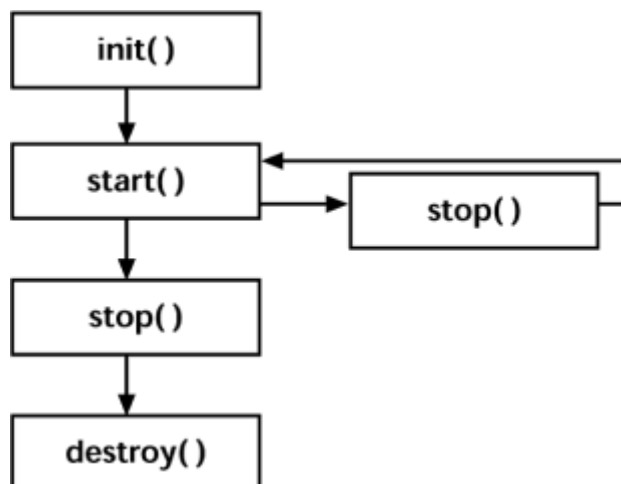 init( )
start( )
stop( )
stop( )
destroy( )